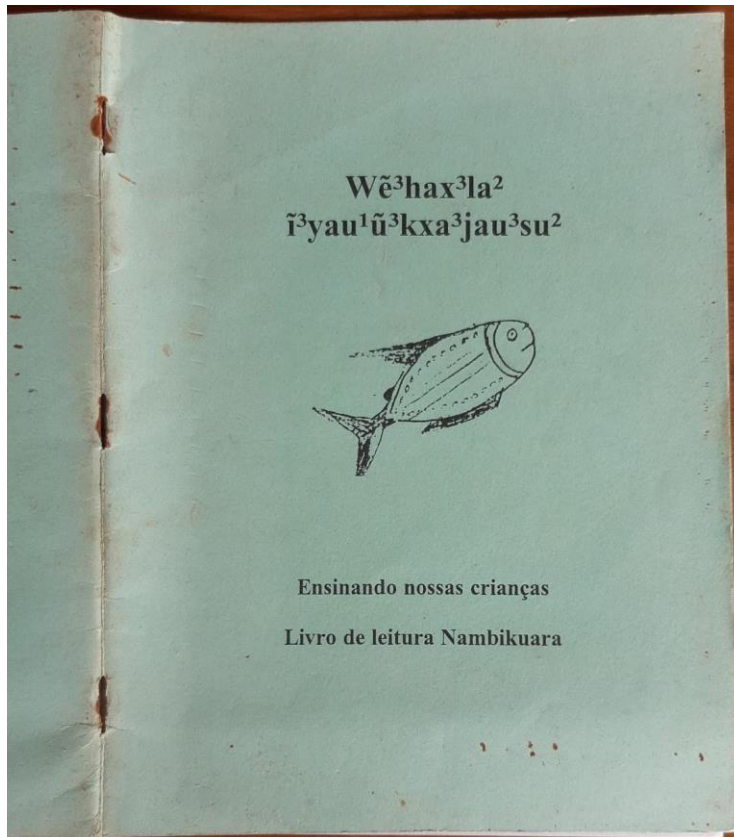 Wẽ³hax³la²
ĩ³yau¹ũ³kxa³jau³su²
Ensinando nossas crianças
Livro de leitura Nambikuara